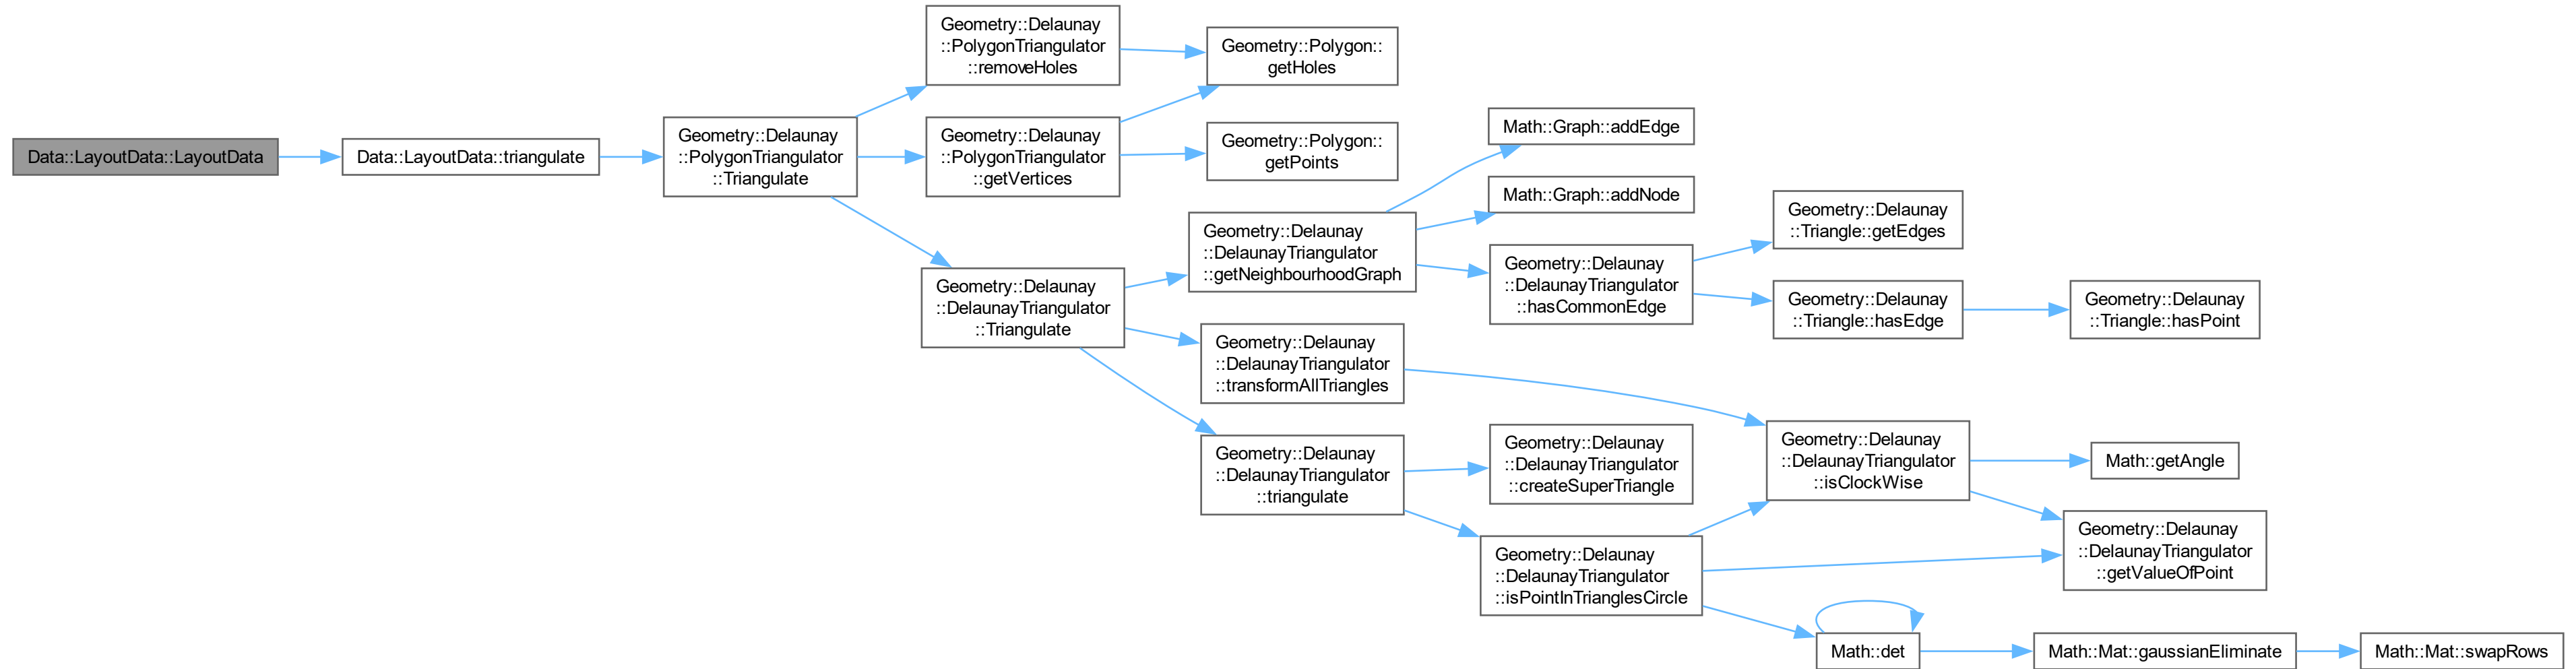 Data::LayoutData::LayoutData
Data::LayoutData::triangulate
Geometry::Delaunay
::PolygonTriangulator
::Triangulate
Geometry::Delaunay
::PolygonTriangulator
::removeHoles
Geometry::Polygon::
getHoles
Geometry::Delaunay
::PolygonTriangulator
::getVertices
Geometry::Polygon::
getPoints
Geometry::Delaunay
::DelaunayTriangulator
::Triangulate
Geometry::Delaunay
::DelaunayTriangulator
::getNeighbourhoodGraph
Math::Graph::addEdge
Math::Graph::addNode
Geometry::Delaunay
::DelaunayTriangulator
::hasCommonEdge
Geometry::Delaunay
::Triangle::getEdges
Geometry::Delaunay
::Triangle::hasEdge
Geometry::Delaunay
::Triangle::hasPoint
Geometry::Delaunay
::DelaunayTriangulator
::transformAllTriangles
Geometry::Delaunay
::DelaunayTriangulator
::triangulate
Geometry::Delaunay
::DelaunayTriangulator
::createSuperTriangle
Geometry::Delaunay
::DelaunayTriangulator
::isPointInTrianglesCircle
Geometry::Delaunay
::DelaunayTriangulator
::isClockWise
Math::getAngle
Geometry::Delaunay
::DelaunayTriangulator
::getValueOfPoint
Math::det
Math::Mat::gaussianEliminate
Math::Mat::swapRows